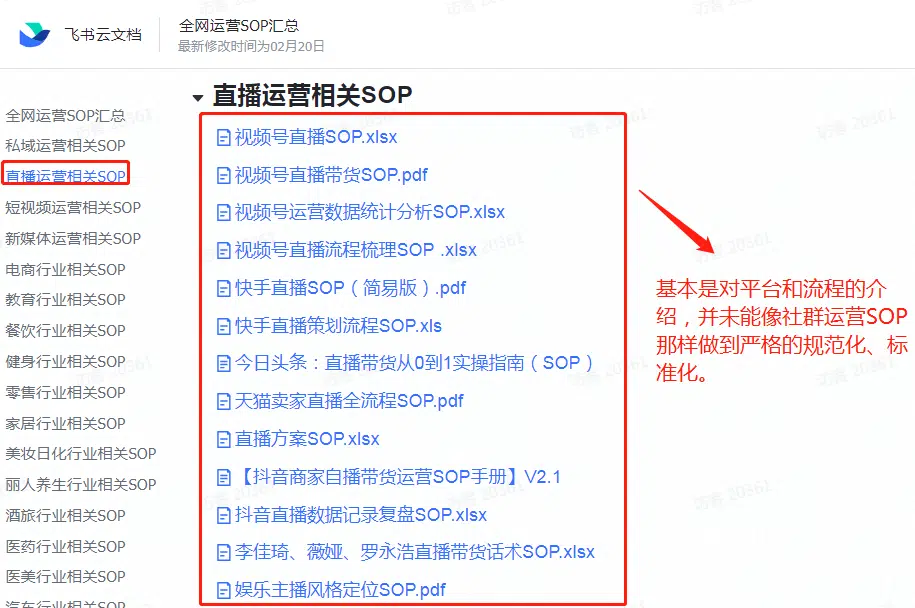 飞书云文档
全网运营SOP汇总
最新修改时间为02月20日
全网运营SOP汇总
私域运营相关SOP
直播运营相关SOP
短视频运营相关SOP
新媒体运营相关SOP
电商行业相关SOP
教育行业相关SOP
餐饮行业相关SOP
健身行业相关SOP
零售行业相关SOP
家居行业相关SOP
美妆日化行业相关SOP
丽人养生行业相关SOP
酒旅行业相关SOP
医药行业相关SOP
医美行业相关SOP
汽车行业相关SOP
直播运营相关SOP
视频号直播SOP.xlsx
视频号直播带货SOP.pdf
视频号运营数据统计分析SOP.xlsx
视频号直播流程梳理SOP .xlsx
快手直播SOP（简易版）.pdf
快手直播策划流程SOP.xls
今日头条：直播带货从0到1实操指南（SOP）
天猫卖家直播全流程SOP.pdf
直播方案SOP.xlsx
【抖音商家自播带货运营SOP手册】V2.1
抖音直播数据记录复盘SOP.xlsx
李佳琦、薇娅、罗永浩直播带货话术SOP.xlsx
娱乐主播风格定位SOP.pdf
基本是对平台和流程的介
绍，并未能像社群运营SOP
那样做到严格的规范化、标
准化。